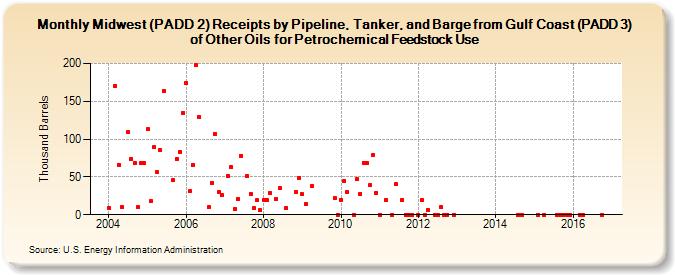 Monthly Midwest (PADD 2) Receipts by Pipeline, Tanker, and Barge from Gulf Coast (PADD 3)
of Other Oils for Petrochemical Feedstock Use
Thousand Barrels
200
150
100
50
0
2004 2006 2008 2010 2012 2014 2016
Source: U.S. Energy Information Administration